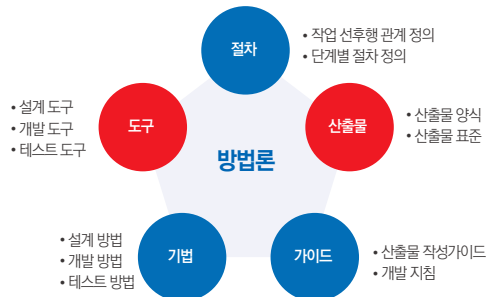 절차
• 작업 선후행 관계 정의
• 단계별 절차 정의
• 설계 도구
• 개발 도구
• 테스트 도구
도구
산출물
• 산출물 양식
• 산출물 표준
방법론
• 설계 방법
• 개발 방법
• 테스트 방법
기법
가이드
• 산출물 작성가이드
• 개발 지침